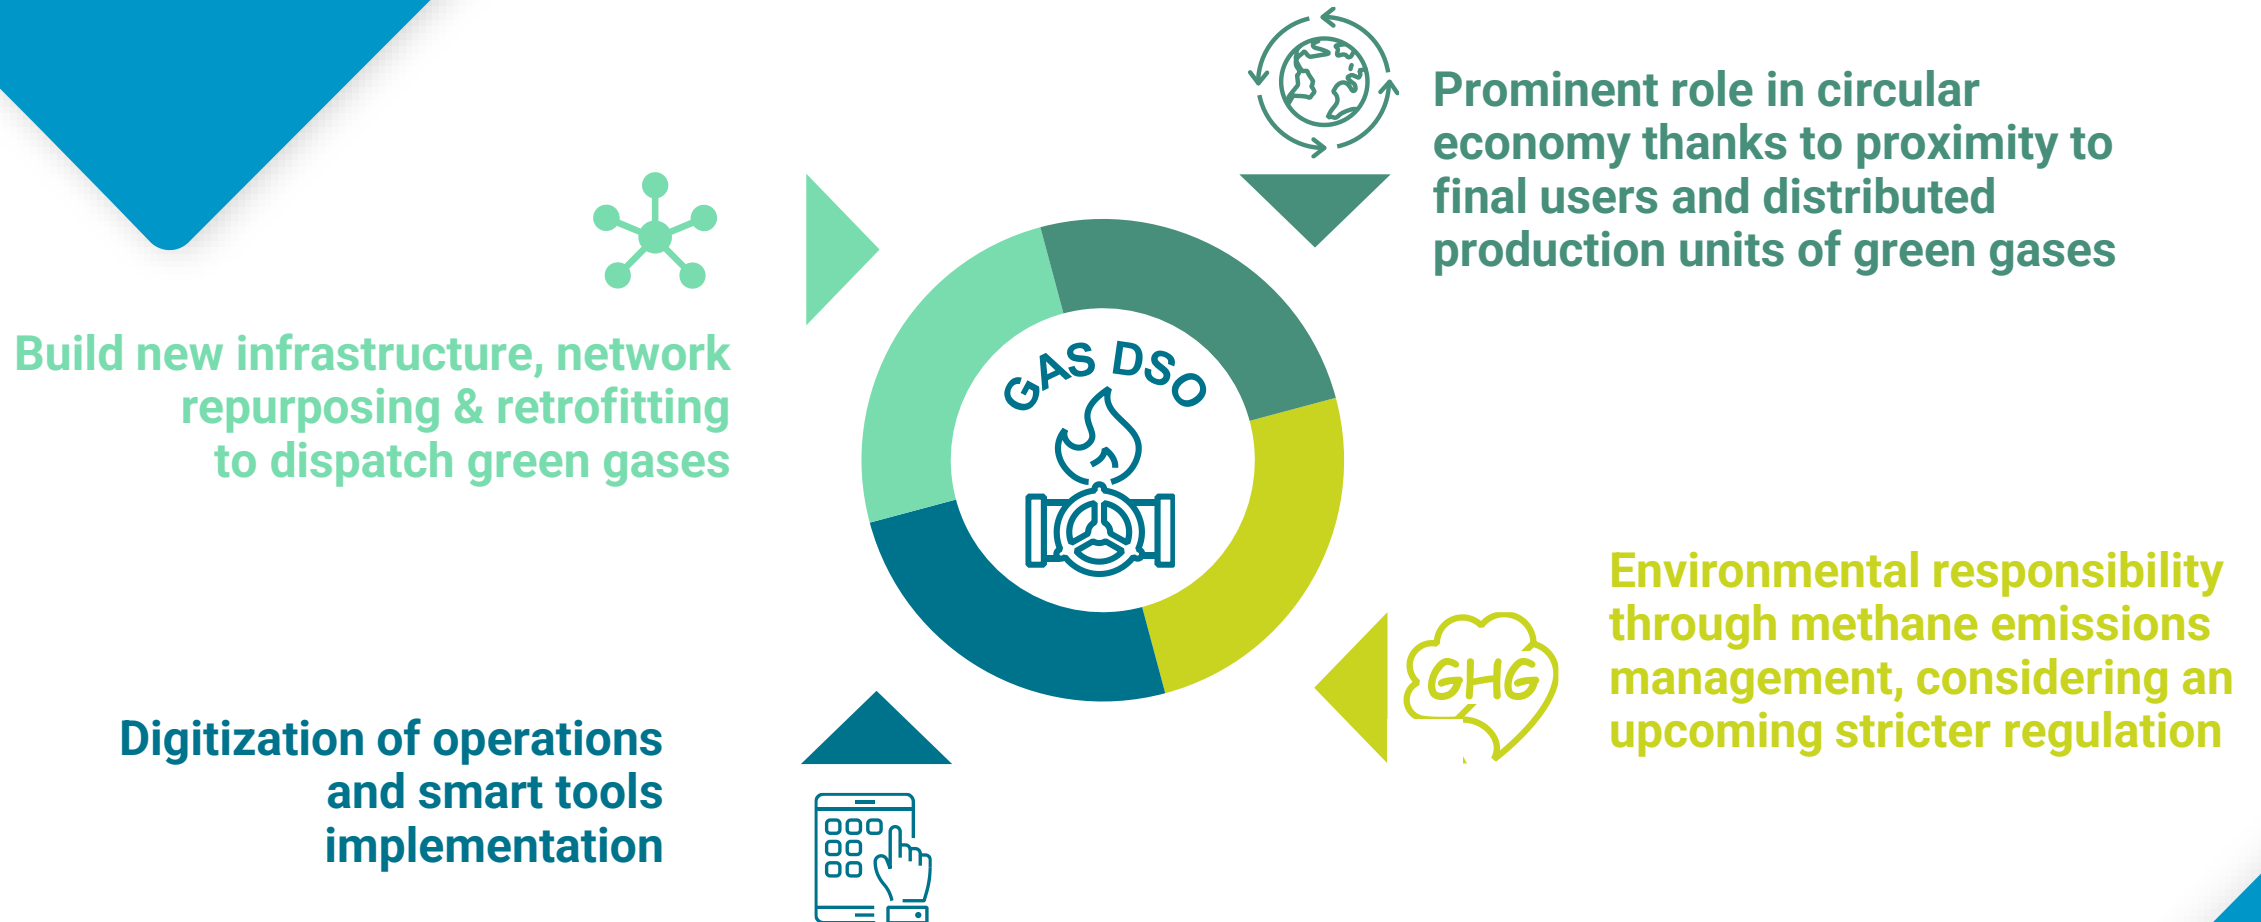 Prominent role in circular
economy thanks to proximity to
final users and distributed
production units of green gases
Build new infrastructure, network
repurposing & retrofitting
to dispatch green gases
GAS DSO
Environmental responsibility
through methane emissions
management, considering an
upcoming stricter regulation
GHG
Digitization of operations
and smart tools
implementation